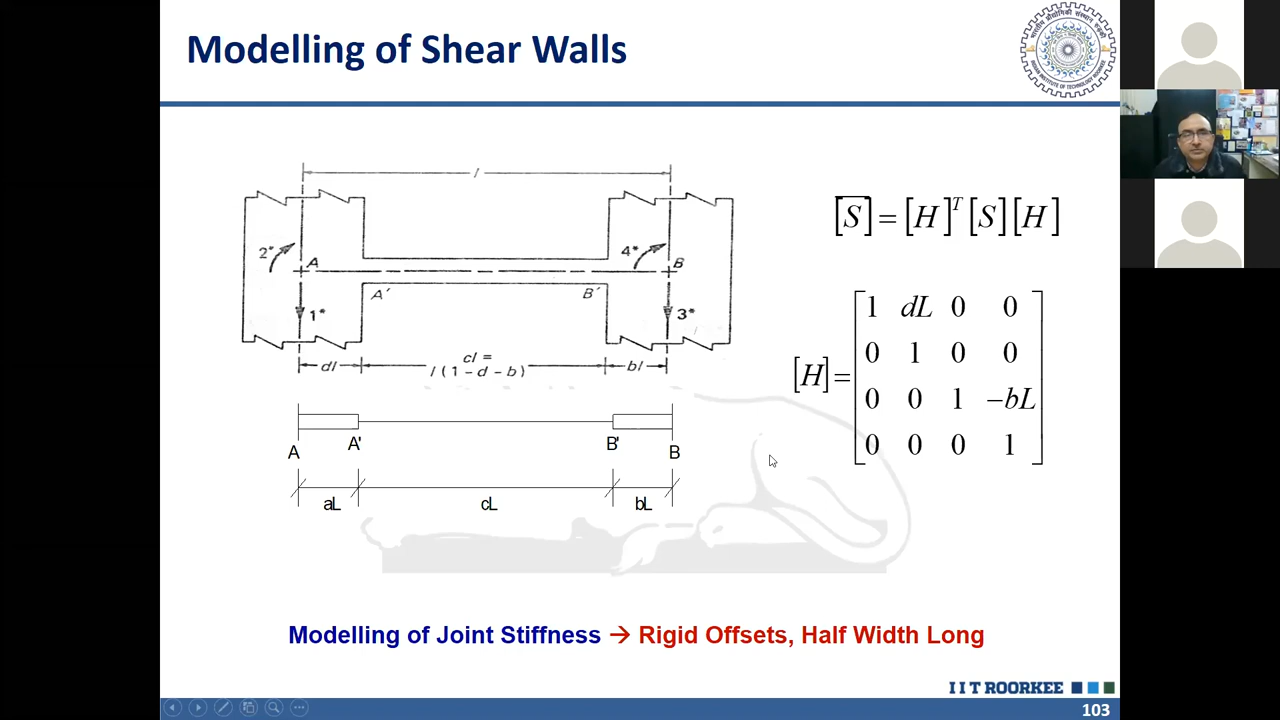 Modelling of Shear Walls
l
2*
A
4*
B
A'
B'
1*
3*
dl
cl =
l ( 1 – d – b )
bl
A
A'
B'
B
aL
cL
bL
[S̅] = [H]ᵀ [S][H]
[H] =
1 dL 0 0
0 1 0 0
0 0 1 −bL
0 0 0 1
Modelling of Joint Stiffness → Rigid Offsets, Half Width Long
I I T ROORKEE
103